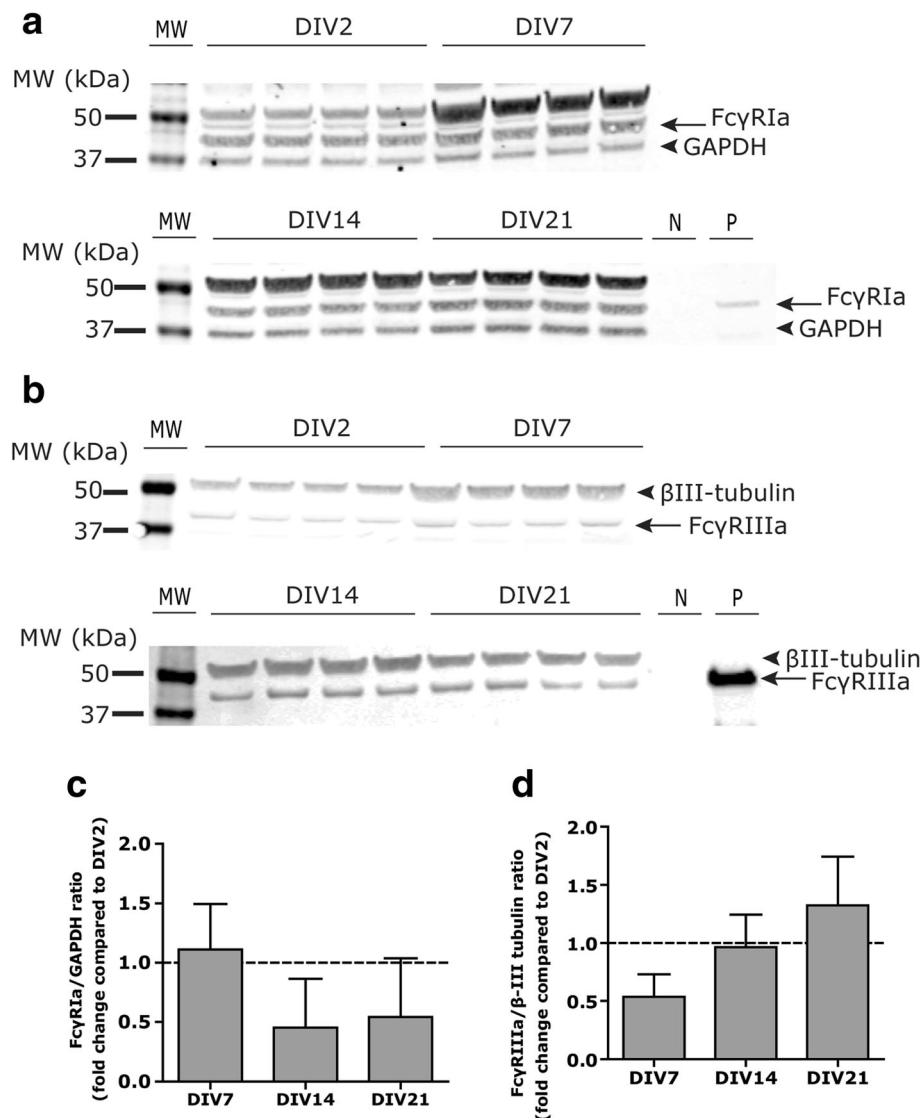 a
MW DIV2 DIV7
MW (kDa)
50
37
FcγRIa
GAPDH
MW DIV14 DIV21 N P
MW (kDa)
50
37
FcγRIa
GAPDH
b
MW DIV2 DIV7
MW (kDa)
50
37
βIII-tubulin
FcγRIIIa
MW DIV14 DIV21 N P
MW (kDa)
50
37
βIII-tubulin
FcγRIIIa
c
FcγRIa/GAPDH ratio
(fold change compared to DIV2)
2.0
1.5
1.0
0.5
0.0
DIV7 DIV14 DIV21
d
FcγRIIIa/β-III tubulin ratio
(fold change compared to DIV2)
2.0
1.5
1.0
0.5
0.0
DIV7 DIV14 DIV21